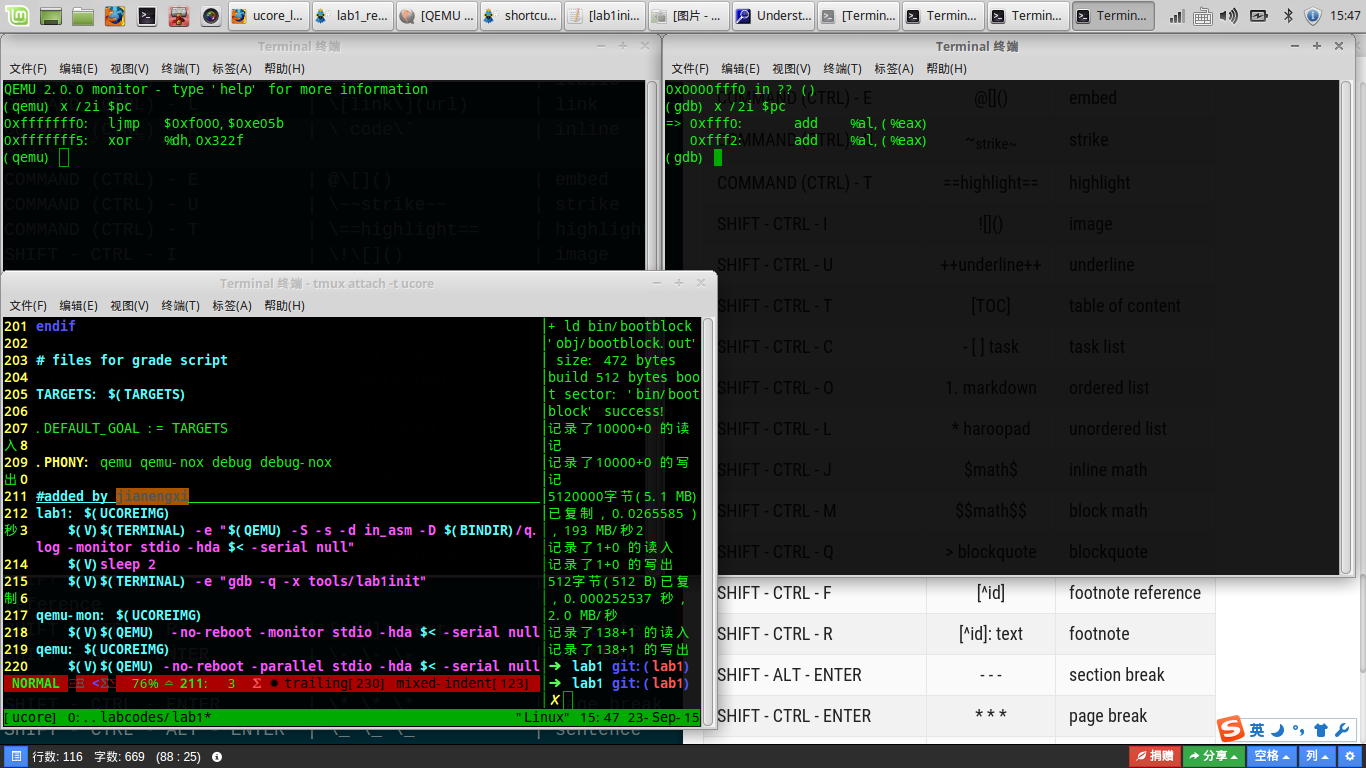 ucore_l...
lab1_re...
[QEMU ...
shortcu...
[lab1ini...
[图片 - ...
Underst...
[Termin...
Termin...
Termin...
Termin...
15:47
Terminal 终端
文件(F) 编辑(E) 视图(V) 终端(T) 标签(A) 帮助(H)
QEMU 2.0.0 monitor - type 'help' for more information
(qemu) x /2i $pc
0xfffffff0: ljmp $0xf000,$0xe05b
0xfffffff5: xor %dh,0x322f
(qemu)
COMMAND (CTRL) - E | @\[]() | embed
COMMAND (CTRL) - U | \~~strike~~ | strike
COMMAND (CTRL) - T | \==highlight== | highligh
SHIFT - CTRL - I | \!\[]() | image
Terminal 终端
文件(F) 编辑(E) 视图(V) 终端(T) 标签(A) 帮助(H)
0x0000fff0 in ?? ()
(gdb) x /2i $pc
=> 0xfff0: add %al,(%eax)
0xfff2: add %al,(%eax)
(gdb)
COMMAND (CTRL) - E @[]() embed
~strike~ strike
COMMAND (CTRL) - T ==highlight== highlight
SHIFT - CTRL - I ![]() image
SHIFT - CTRL - U ++underline++ underline
SHIFT - CTRL - T [TOC] table of content
SHIFT - CTRL - C - [ ] task task list
SHIFT - CTRL - O 1. markdown ordered list
SHIFT - CTRL - L * haroopad unordered list
SHIFT - CTRL - J $math$ inline math
SHIFT - CTRL - M $$math$$ block math
SHIFT - CTRL - Q > blockquote blockquote
SHIFT - CTRL - F [^id] footnote reference
SHIFT - CTRL - R [^id]: text footnote
SHIFT - ALT - ENTER - - - section break
SHIFT - CTRL - ENTER * * * page break
Terminal 终端 - tmux attach -t ucore
文件(F) 编辑(E) 视图(V) 终端(T) 标签(A) 帮助(H)
201 endif
202
203 # files for grade script
204
205 TARGETS: $(TARGETS)
206
207 .DEFAULT_GOAL := TARGETS
入8
209 .PHONY: qemu qemu-nox debug debug-nox
出0
211 #added by jianengxi
212 lab1: $(UCOREIMG)
秒3 $(V)$(TERMINAL) -e "$(QEMU) -S -s -d in_asm -D $(BINDIR)/q.
log -monitor stdio -hda $< -serial null"
214 $(V)sleep 2
215 $(V)$(TERMINAL) -e "gdb -q -x tools/lab1init"
制6
217 qemu-mon: $(UCOREIMG)
218 $(V)$(QEMU) -no-reboot -monitor stdio -hda $< -serial null
219 qemu: $(UCOREIMG)
220 $(V)$(QEMU) -no-reboot -parallel stdio -hda $< -serial null
NORMAL 76% 211: 3 Σ trailing[230] mixed-indent[123]
+ ld bin/bootblock
'obj/bootblock.out'
size: 472 bytes
build 512 bytes boo
t sector: 'bin/boot
block' success!
记录了10000+0 的读
记
记录了10000+0 的写
记
5120000字节(5.1 MB)
已复制，0.0265585 )
，193 MB/秒2
记录了1+0 的读入
记录了1+0 的写出
512字节(512 B)已复
，0.000252537 秒，
2.0 MB/秒
记录了138+1 的读入
记录了138+1 的写出
➜ lab1 git:(lab1)
➜ lab1 git:(lab1)
✗
[ucore] 0:..labcodes/lab1* "Linux" 15:47 23-Sep-15
SHIFT - CTRL - ALT - ENTER | \_ \_ \_ | sentence
英
行数: 116 字数: 669 (88 : 25)
捐赠 分享 空格 列